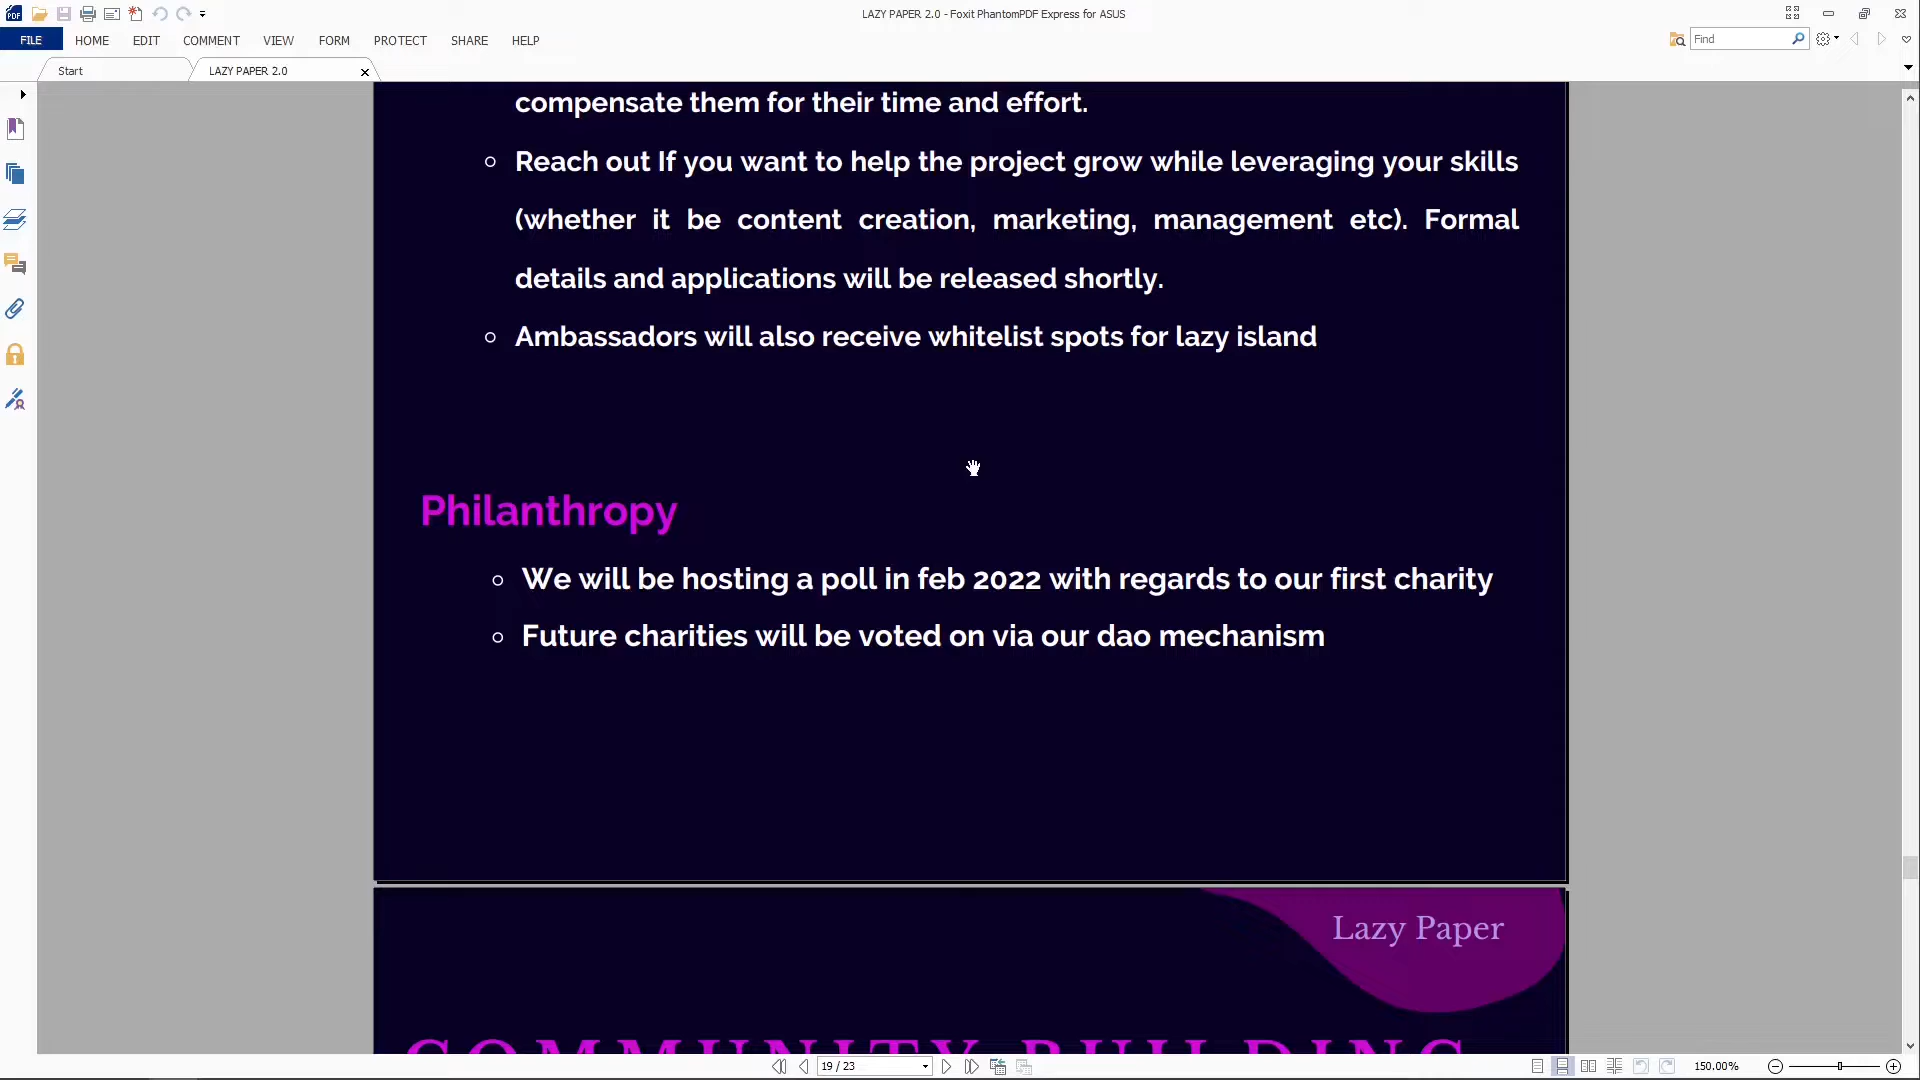 LAZY PAPER 2.0 - Foxit PhantomPDF Express for ASUS
FILE HOME EDIT COMMENT VIEW FORM PROTECT SHARE HELP
Find
Start LAZY PAPER 2.0
compensate them for their time and effort.
Reach out If you want to help the project grow while leveraging your skills
(whether it be content creation, marketing, management etc). Formal
details and applications will be released shortly.
Ambassadors will also receive whitelist spots for lazy island
Philanthropy
We will be hosting a poll in feb 2022 with regards to our first charity
Future charities will be voted on via our dao mechanism
Lazy Paper
COMMUNITY BUILDING
19 / 23
150.00%